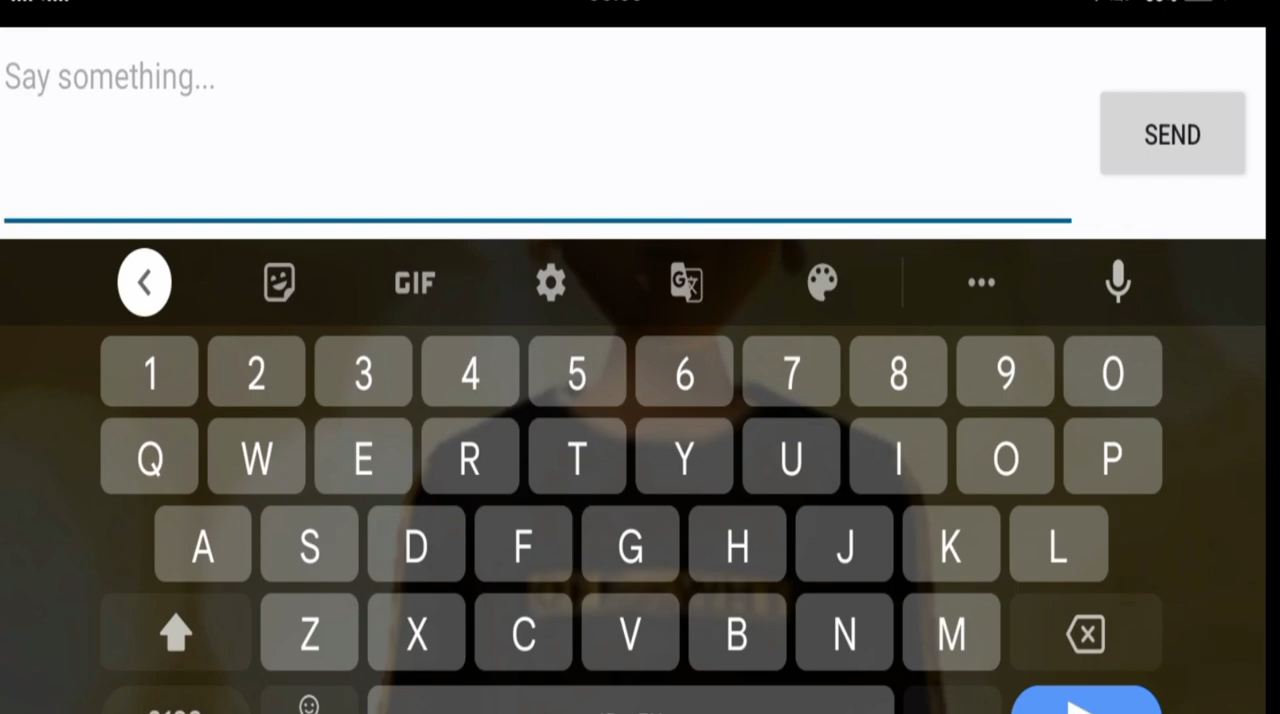 Say something...
SEND
GIF
G
1 2 3 4 5 6 7 8 9 0
Q W E R T Y U I O P
A S D F G H J K L
Z X C V B N M